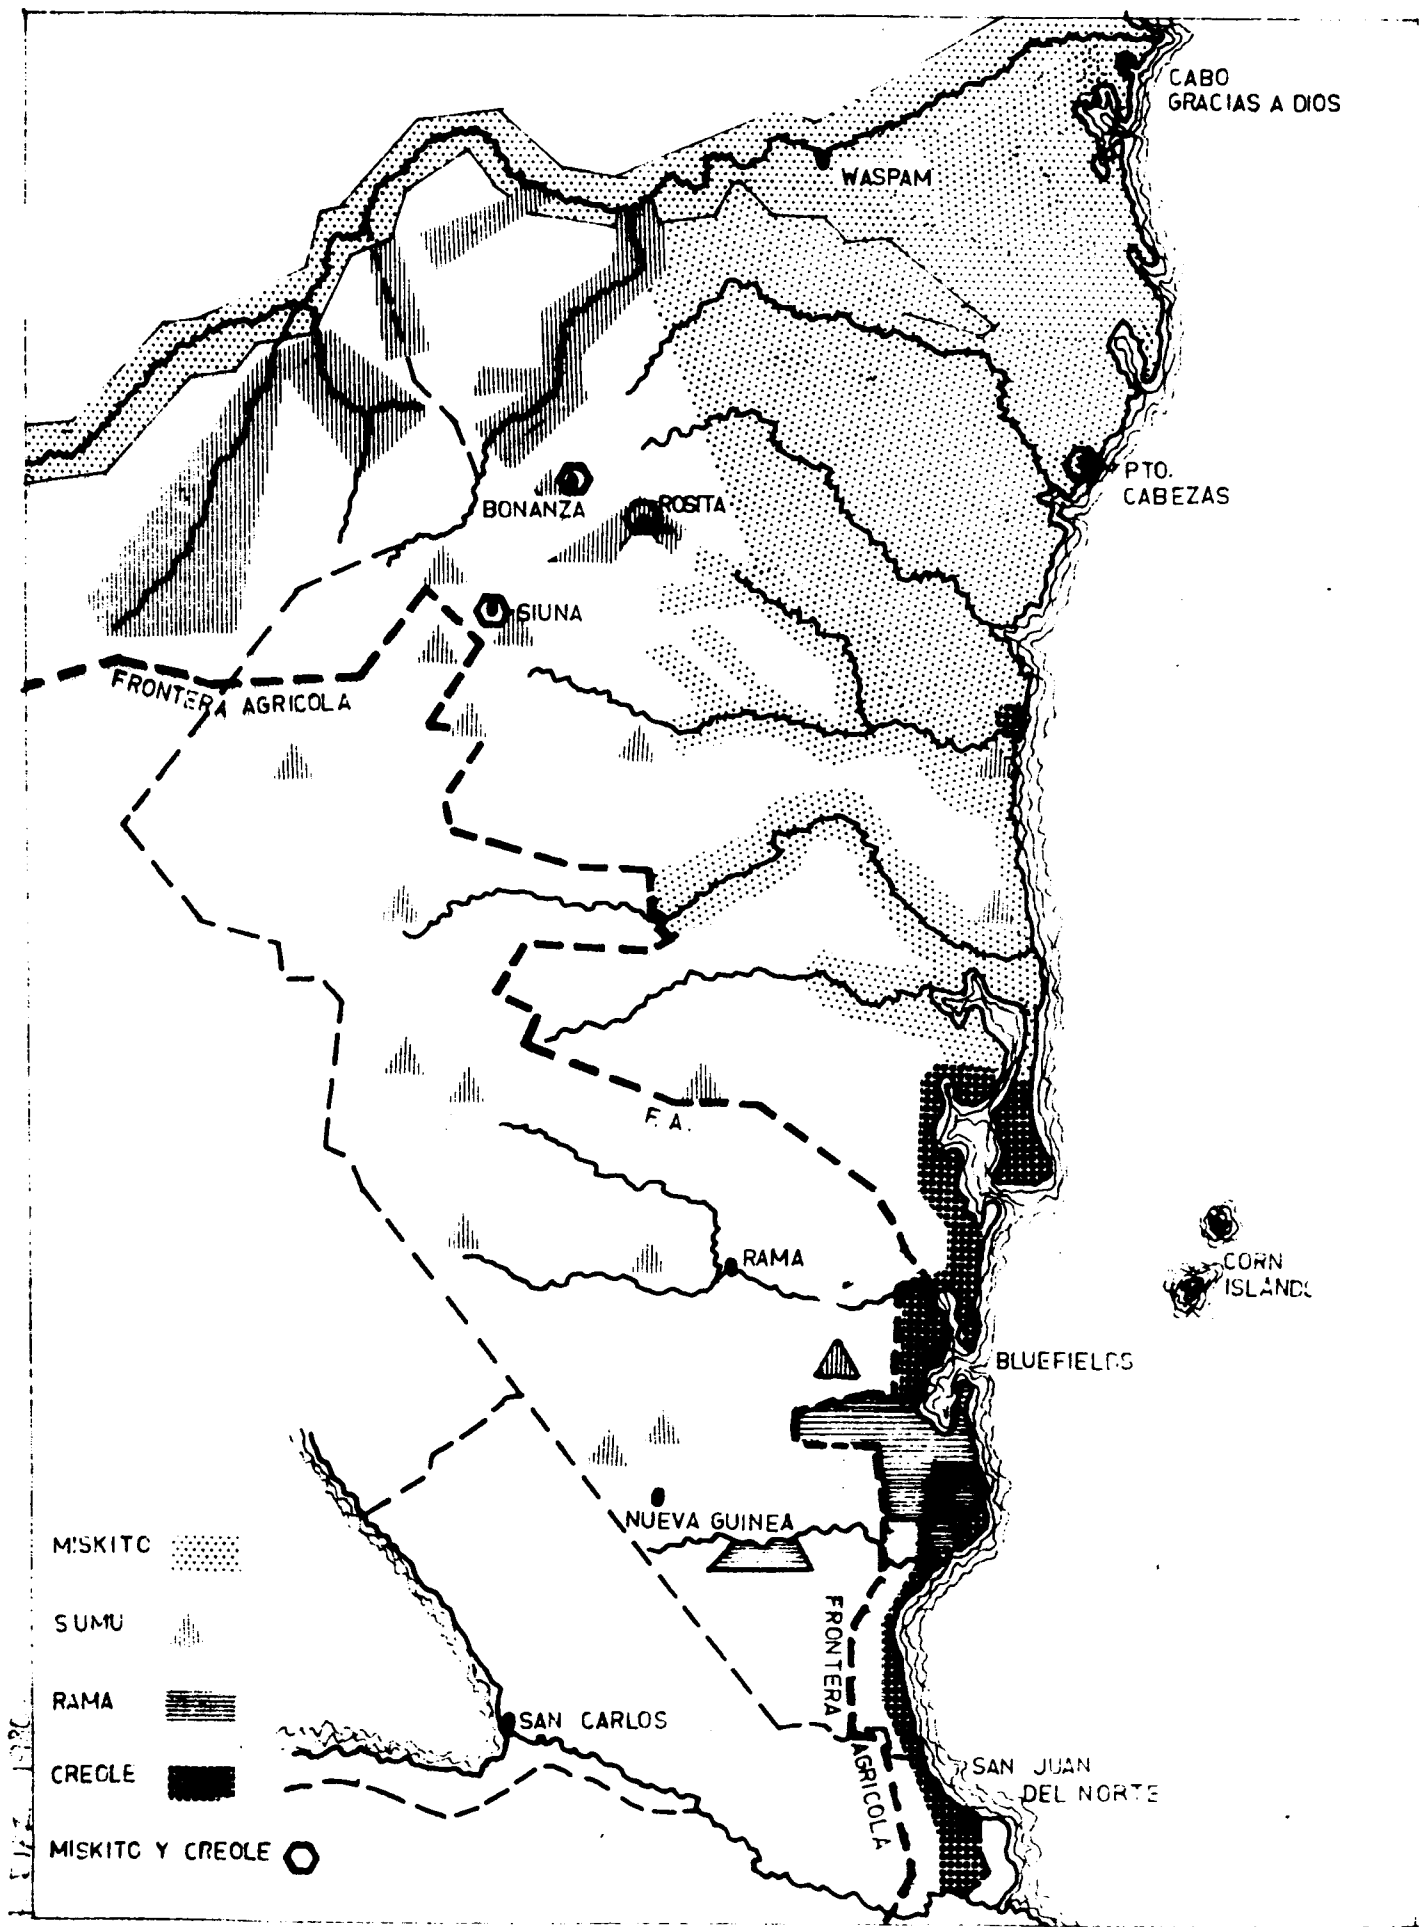 CABO
GRACIAS A DIOS
WASPAM
PTO.
CABEZAS
BONANZA
ROSITA
SIUNA
FRONTERA AGRICOLA
F. A.
RAMA
CORN
ISLANDS
BLUEFIELDS
NUEVA GUINEA
FRONTERA
AGRICOLA
SAN CARLOS
SAN JUAN
DEL NORTE
MISKITO
SUMU
RAMA
CREOLE
MISKITO Y CREOLE